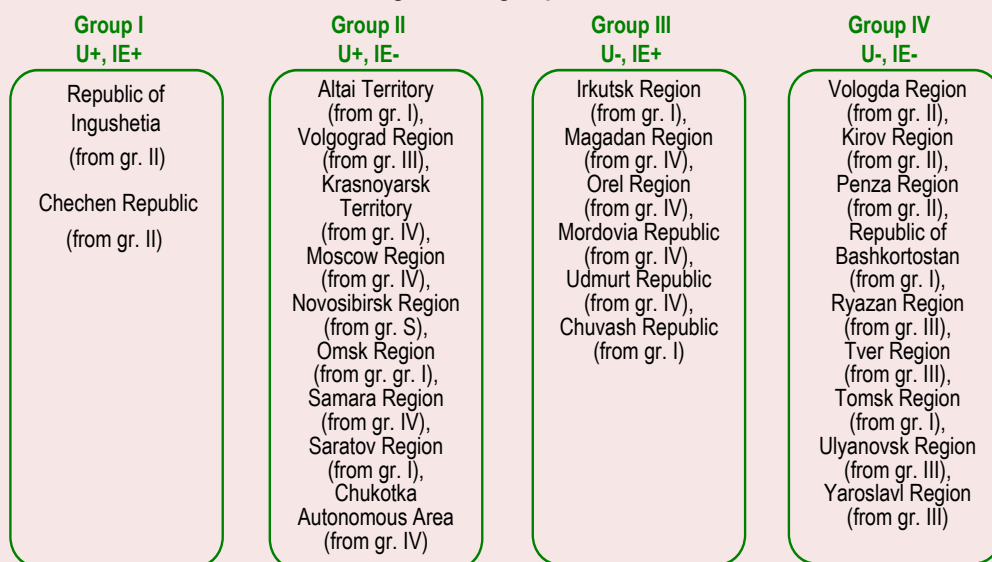 Group I
U+, IE+
Republic of
Ingushetia
(from gr. II)
Chechen Republic
(from gr. II)
Group II
U+, IE-
Altai Territory
(from gr. I),
Volgograd Region
(from gr. III),
Krasnoyarsk
Territory
(from gr. IV),
Moscow Region
(from gr. IV),
Novosibirsk Region
(from gr. S),
Omsk Region
(from gr. gr. I),
Samara Region
(from gr. IV),
Saratov Region
(from gr. I),
Chukotka
Autonomous Area
(from gr. IV)
Group III
U-, IE+
Irkutsk Region
(from gr. I),
Magadan Region
(from gr. IV),
Orel Region
(from gr. IV),
Mordovia Republic
(from gr. IV),
Udmurt Republic
(from gr. IV),
Chuvash Republic
(from gr. I)
Group IV
U-, IE-
Vologda Region
(from gr. II),
Kirov Region
(from gr. II),
Penza Region
(from gr. II),
Republic of
Bashkortostan
(from gr. I),
Ryazan Region
(from gr. III),
Tver Region
(from gr. III),
Tomsk Region
(from gr. I),
Ulyanovsk Region
(from gr. III),
Yaroslavl Region
(from gr. III)